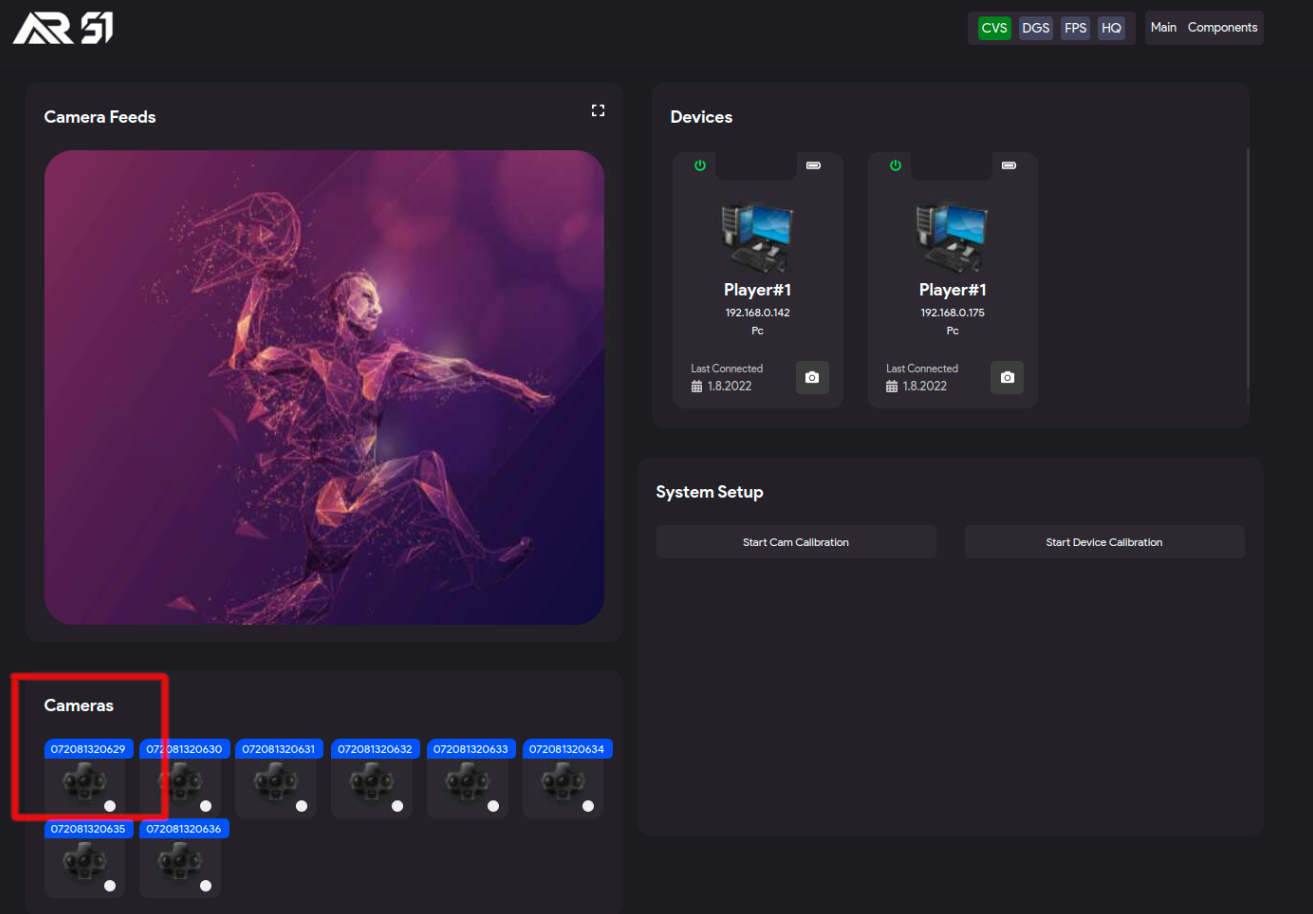 AR 51
CVS DGS FPS HQ Main Components
Camera Feeds
Devices
Player#1
192.168.0.142
Pc
Last Connected
1.8.2022
Player#1
192.168.0.175
Pc
Last Connected
1.8.2022
System Setup
Start Cam Calibration
Start Device Calibration
Cameras
072081320629 072081320630 072081320631 072081320632 072081320633 072081320634
072081320635 072081320636